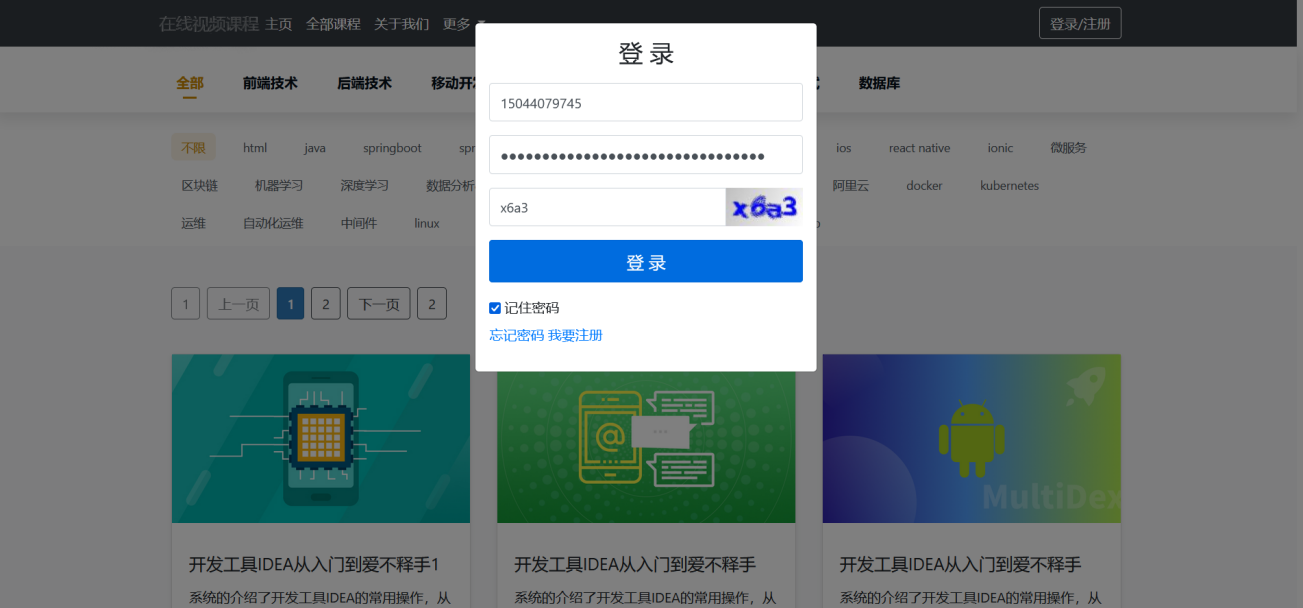 在线视频课程 主页 全部课程 关于我们 更多 登录/注册
登 录
全部 前端技术 后端技术 移动开 数据库
15044079745
不限 html java springboot ios react native ionic 微服务
••••••••••••••••••••••••••••••••
区块链 机器学习 深度学习 数据分析 阿里云 docker kubernetes
x6a3 x6a3
运维 自动化运维 中间件 linux
登 录
1 上一页 1 2 下一页 2
记住密码
忘记密码 我要注册
@
MultiDex
开发工具IDEA从入门到爱不释手1 开发工具IDEA从入门到爱不释手 开发工具IDEA从入门到爱不释手
系统的介绍了开发工具IDEA的常用操作，从 系统的介绍了开发工具IDEA的常用操作，从 系统的介绍了开发工具IDEA的常用操作，从